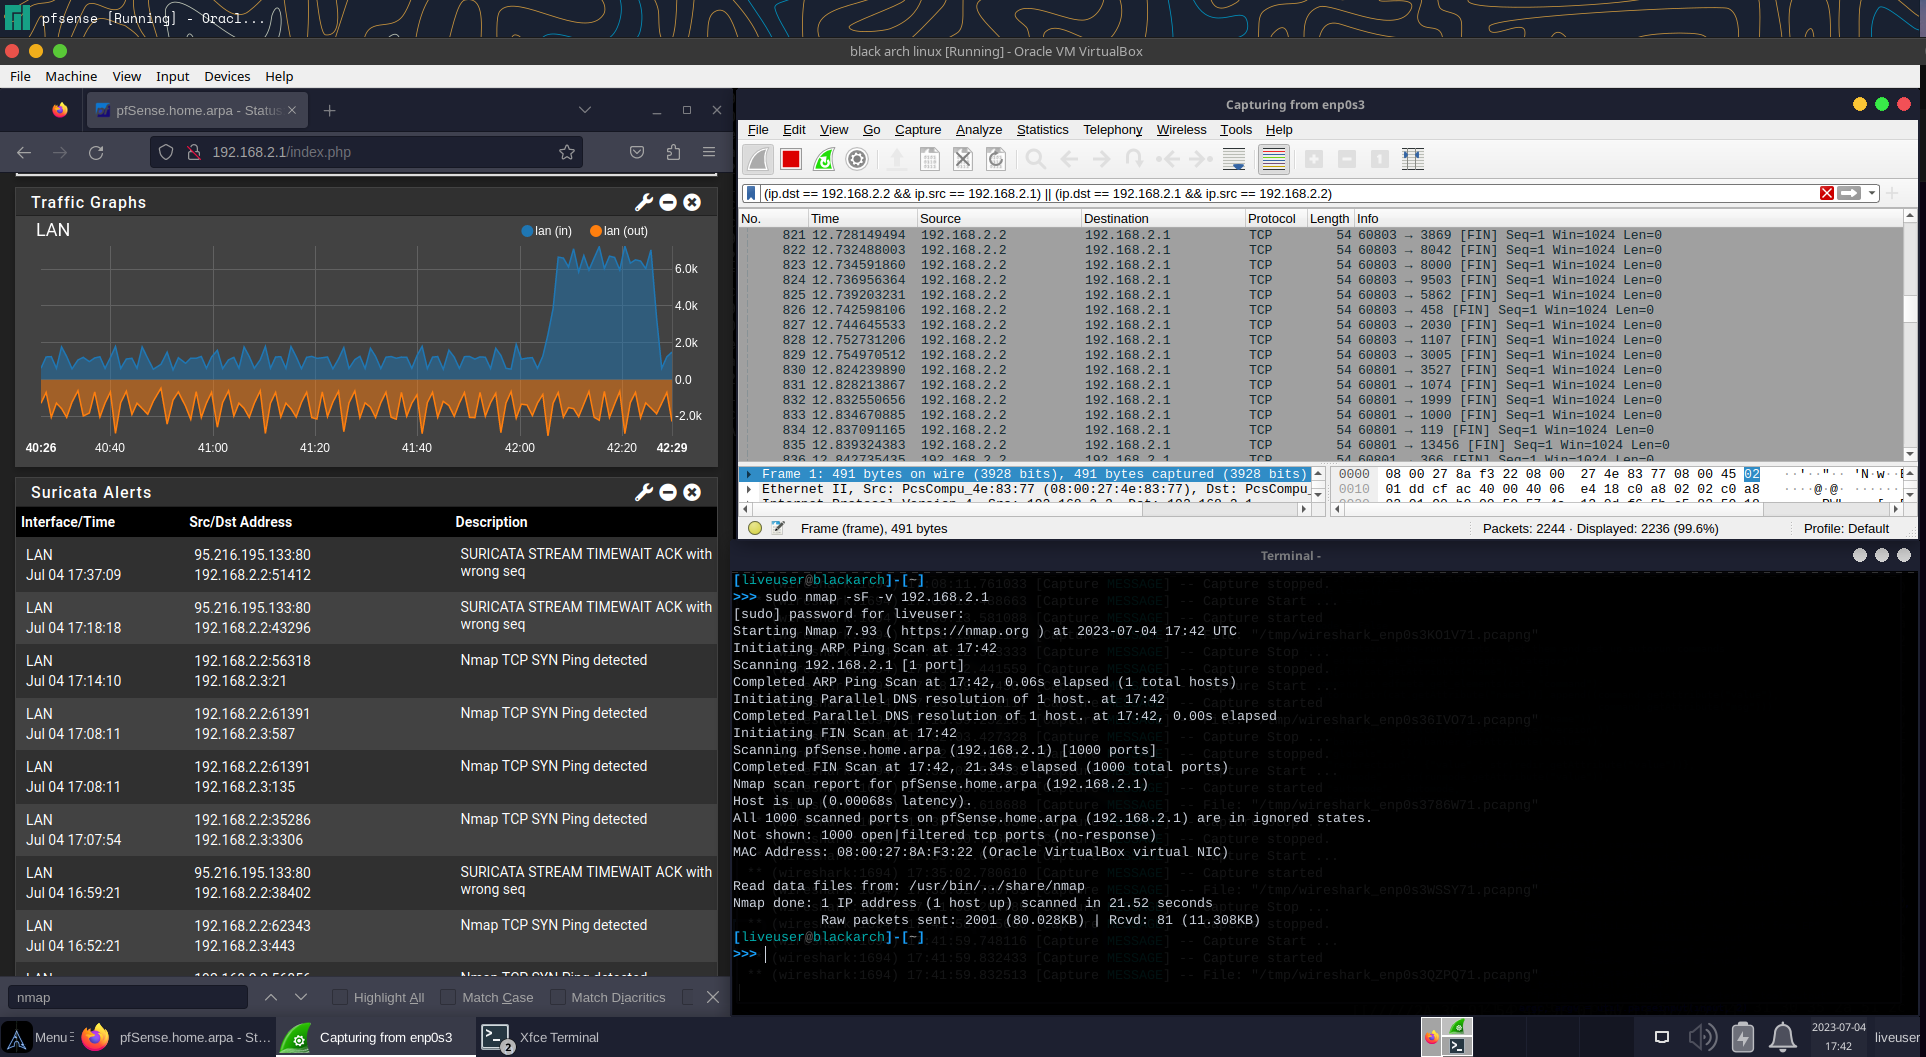 pfsense [Running] - Oracl...
black arch linux [Running] - Oracle VM VirtualBox
File Machine View Input Devices Help
pfSense.home.arpa - Status
192.168.2.1/index.php
Traffic Graphs
LAN
lan (in) lan (out)
6.0k
4.0k
2.0k
0.0
-2.0k
40:26 40:40 41:00 41:20 41:40 42:00 42:20 42:29
Suricata Alerts
Interface/Time Src/Dst Address Description
LAN 95.216.195.133:80 SURICATA STREAM TIMEWAIT ACK with
Jul 04 17:37:09 192.168.2.2:51412 wrong seq
LAN 95.216.195.133:80 SURICATA STREAM TIMEWAIT ACK with
Jul 04 17:18:18 192.168.2.2:43296 wrong seq
LAN 192.168.2.2:56318 Nmap TCP SYN Ping detected
Jul 04 17:14:10 192.168.2.3:21
LAN 192.168.2.2:61391 Nmap TCP SYN Ping detected
Jul 04 17:08:11 192.168.2.3:587
LAN 192.168.2.2:61391 Nmap TCP SYN Ping detected
Jul 04 17:08:11 192.168.2.3:135
LAN 192.168.2.2:35286 Nmap TCP SYN Ping detected
Jul 04 17:07:54 192.168.2.3:3306
LAN 95.216.195.133:80 SURICATA STREAM TIMEWAIT ACK with
Jul 04 16:59:21 192.168.2.2:38402 wrong seq
LAN 192.168.2.2:62343 Nmap TCP SYN Ping detected
Jul 04 16:52:21 192.168.2.3:443
nmap Highlight All Match Case Match Diacritics
Capturing from enp0s3
File Edit View Go Capture Analyze Statistics Telephony Wireless Tools Help
(ip.dst == 192.168.2.2 && ip.src == 192.168.2.1) || (ip.dst == 192.168.2.1 && ip.src == 192.168.2.2)
No. Time Source Destination Protocol Length Info
821 12.728149494 192.168.2.2 192.168.2.1 TCP 54 60803 → 3869 [FIN] Seq=1 Win=1024 Len=0
822 12.732488003 192.168.2.2 192.168.2.1 TCP 54 60803 → 8042 [FIN] Seq=1 Win=1024 Len=0
823 12.734591860 192.168.2.2 192.168.2.1 TCP 54 60803 → 8000 [FIN] Seq=1 Win=1024 Len=0
824 12.736956364 192.168.2.2 192.168.2.1 TCP 54 60803 → 9503 [FIN] Seq=1 Win=1024 Len=0
825 12.739203231 192.168.2.2 192.168.2.1 TCP 54 60803 → 5862 [FIN] Seq=1 Win=1024 Len=0
826 12.742598106 192.168.2.2 192.168.2.1 TCP 54 60803 → 458 [FIN] Seq=1 Win=1024 Len=0
827 12.744645533 192.168.2.2 192.168.2.1 TCP 54 60803 → 2030 [FIN] Seq=1 Win=1024 Len=0
828 12.752731206 192.168.2.2 192.168.2.1 TCP 54 60803 → 1107 [FIN] Seq=1 Win=1024 Len=0
829 12.754970512 192.168.2.2 192.168.2.1 TCP 54 60803 → 3005 [FIN] Seq=1 Win=1024 Len=0
830 12.824239890 192.168.2.2 192.168.2.1 TCP 54 60801 → 3527 [FIN] Seq=1 Win=1024 Len=0
831 12.828213867 192.168.2.2 192.168.2.1 TCP 54 60801 → 1074 [FIN] Seq=1 Win=1024 Len=0
832 12.832550656 192.168.2.2 192.168.2.1 TCP 54 60801 → 1999 [FIN] Seq=1 Win=1024 Len=0
833 12.834670885 192.168.2.2 192.168.2.1 TCP 54 60801 → 1000 [FIN] Seq=1 Win=1024 Len=0
834 12.837091165 192.168.2.2 192.168.2.1 TCP 54 60801 → 119 [FIN] Seq=1 Win=1024 Len=0
835 12.839324383 192.168.2.2 192.168.2.1 TCP 54 60801 → 13456 [FIN] Seq=1 Win=1024 Len=0
836 12.842735435 192.168.2.2 192.168.2.1 TCP 54 60801 → 366 [FIN] Seq=1 Win=1024 Len=0
Frame 1: 491 bytes on wire (3928 bits), 491 bytes captured (3928 bits)
Ethernet II, Src: PcsCompu_4e:83:77 (08:00:27:4e:83:77), Dst: PcsCompu_
0000 08 00 27 8a f3 22 08 00 27 4e 83 77 08 00 45 02
0010 01 dd cf ac 40 00 40 06 e4 18 c0 a8 02 02 c0 a8
Frame (frame), 491 bytes Packets: 2244 · Displayed: 2236 (99.6%) Profile: Default
Terminal -
[liveuser@blackarch]-[~]
>>> sudo nmap -sF -v 192.168.2.1
[sudo] password for liveuser:
Starting Nmap 7.93 ( https://nmap.org ) at 2023-07-04 17:42 UTC
Initiating ARP Ping Scan at 17:42
Scanning 192.168.2.1 [1 port]
Completed ARP Ping Scan at 17:42, 0.06s elapsed (1 total hosts)
Initiating Parallel DNS resolution of 1 host. at 17:42
Completed Parallel DNS resolution of 1 host. at 17:42, 0.00s elapsed
Initiating FIN Scan at 17:42
Scanning pfSense.home.arpa (192.168.2.1) [1000 ports]
Completed FIN Scan at 17:42, 21.34s elapsed (1000 total ports)
Nmap scan report for pfSense.home.arpa (192.168.2.1)
Host is up (0.00068s latency).
All 1000 scanned ports on pfSense.home.arpa (192.168.2.1) are in ignored states.
Not shown: 1000 open|filtered tcp ports (no-response)
MAC Address: 08:00:27:8A:F3:22 (Oracle VirtualBox virtual NIC)
Read data files from: /usr/bin/../share/nmap
Nmap done: 1 IP address (1 host up) scanned in 21.52 seconds
Raw packets sent: 2001 (80.028KB) | Rcvd: 81 (11.308KB)
[liveuser@blackarch]-[~]
>>>
Menu pfSense.home.arpa - St... Capturing from enp0s3 2 Xfce Terminal 2023-07-04
17:42 liveuser